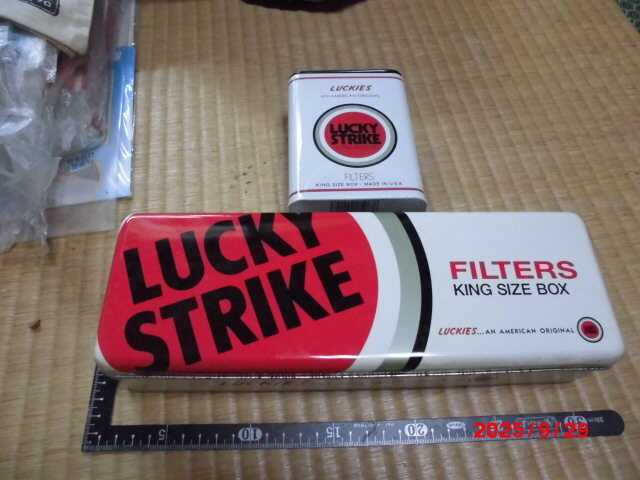 LUCKIES
AN AMERICAN ORIGINAL
LUCKY
STRIKE
FILTERS
KING SIZE BOX · MADE IN U.S.A.
LUCKY
STRIKE
FILTERS
KING SIZE BOX
LUCKIES...AN AMERICAN ORIGINAL
5
10
15
20
2025/9/29